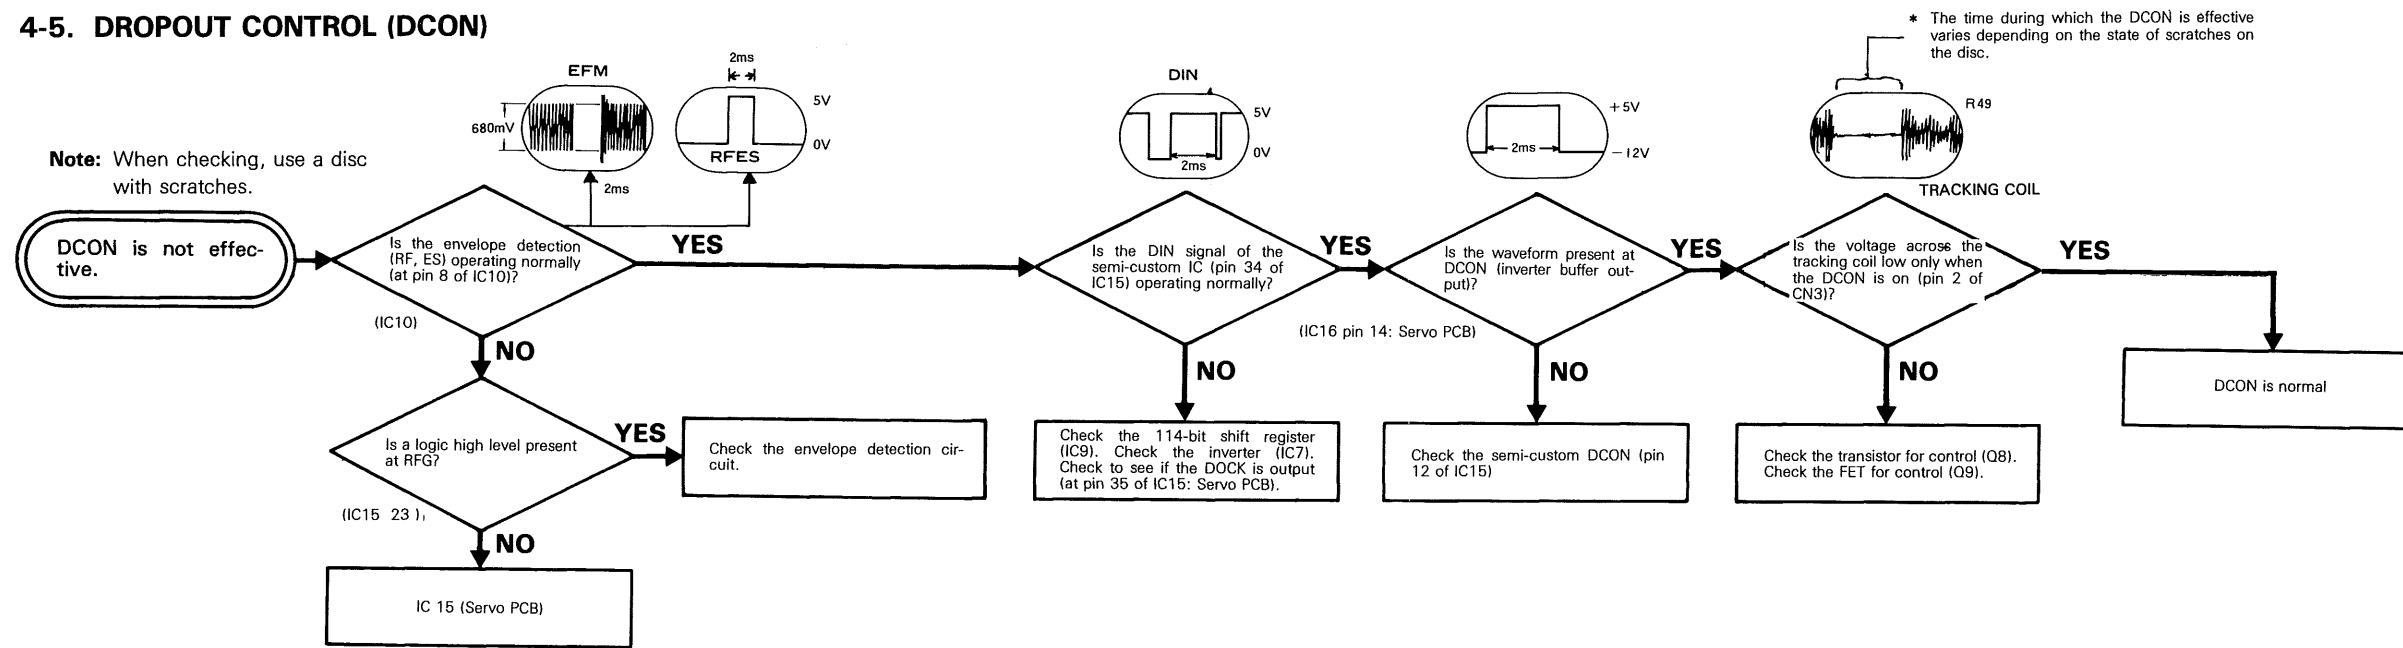 4-5. DROPOUT CONTROL (DCON)
* The time during which the DCON is effective
varies depending on the state of scratches on
the disc.
Note: When checking, use a disc
with scratches.
EFM
680mV
2ms
2ms
5V
0V
RFES
DIN
5V
0V
2ms
+5V
-12V
2ms
R49
TRACKING COIL
DCON is not effec-
tive.
Is the envelope detection
(RF, ES) operating normally
(at pin 8 of IC10)?
(IC10)
YES
NO
Is the DIN signal of the
semi-custom IC (pin 34 of
IC15) operating normally?
YES
NO
Is the waveform present at
DCON (inverter buffer out-
put)?
(IC16 pin 14: Servo PCB)
YES
NO
Is the voltage across the
tracking coil low only when
the DCON is on (pin 2 of
CN3)?
YES
NO
DCON is normal
Is a logic high level present
at RFG?
(IC15 23),
YES
NO
Check the envelope detection cir-
cuit.
Check the 114-bit shift register
(IC9). Check the inverter (IC7).
Check to see if the DOCK is output
(at pin 35 of IC15: Servo PCB).
Check the semi-custom DCON (pin
12 of IC15)
Check the transistor for control (Q8).
Check the FET for control (Q9).
IC 15 (Servo PCB)